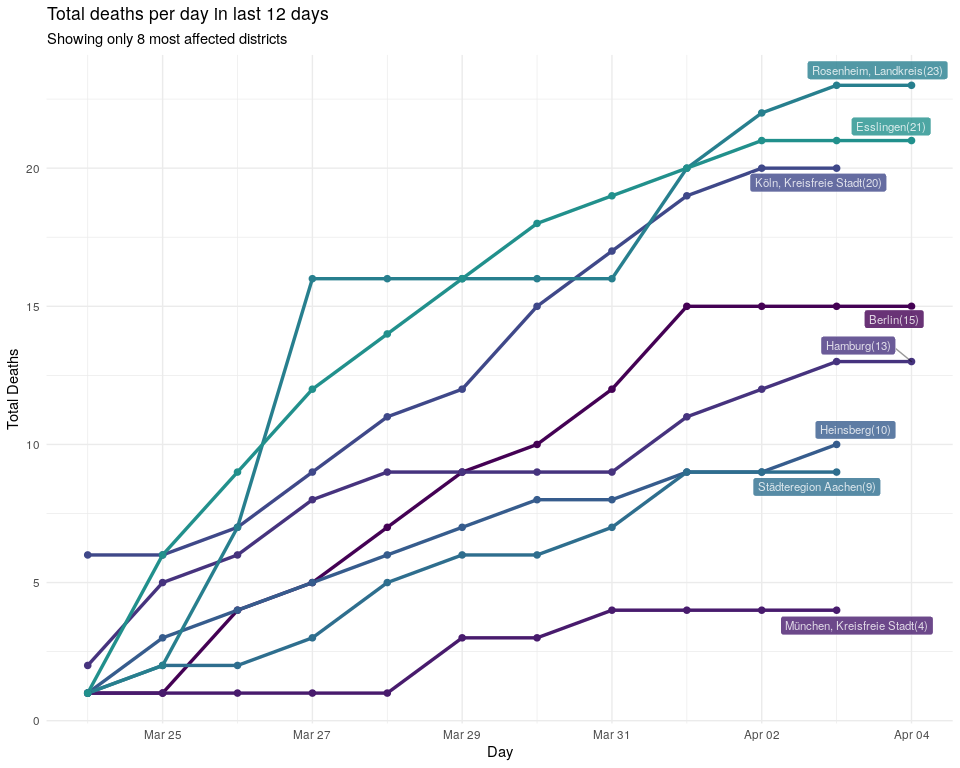 Total deaths per day in last 12 days
Showing only 8 most affected districts
Rosenheim, Landkreis(23)
Esslingen(21)
Köln, Kreisfreie Stadt(20)
Berlin(15)
Hamburg(13)
Heinsberg(10)
Städteregion Aachen(9)
München, Kreisfreie Stadt(4)
Total Deaths
20
15
10
5
0
Mar 25
Mar 27
Mar 29
Mar 31
Apr 02
Apr 04
Day